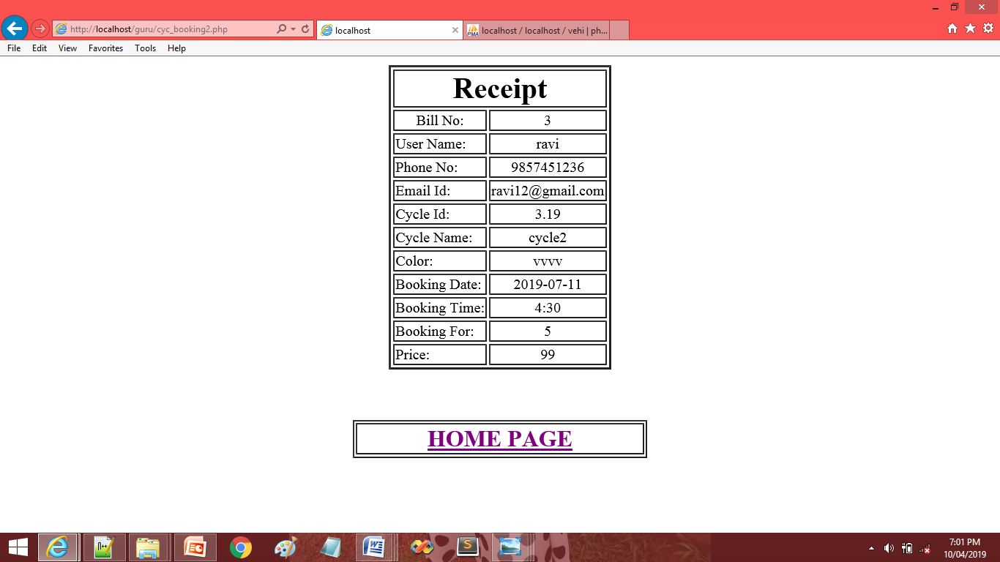 http://localhost/guru/cyc_booking2.php
localhost
localhost / localhost / vehi | ph...
File Edit View Favorites Tools Help
Receipt
Bill No: 3
User Name: ravi
Phone No: 9857451236
Email Id: ravi12@gmail.com
Cycle Id: 3.19
Cycle Name: cycle2
Color: vvvv
Booking Date: 2019-07-11
Booking Time: 4:30
Booking For: 5
Price: 99
HOME PAGE
7:01 PM
10/04/2019